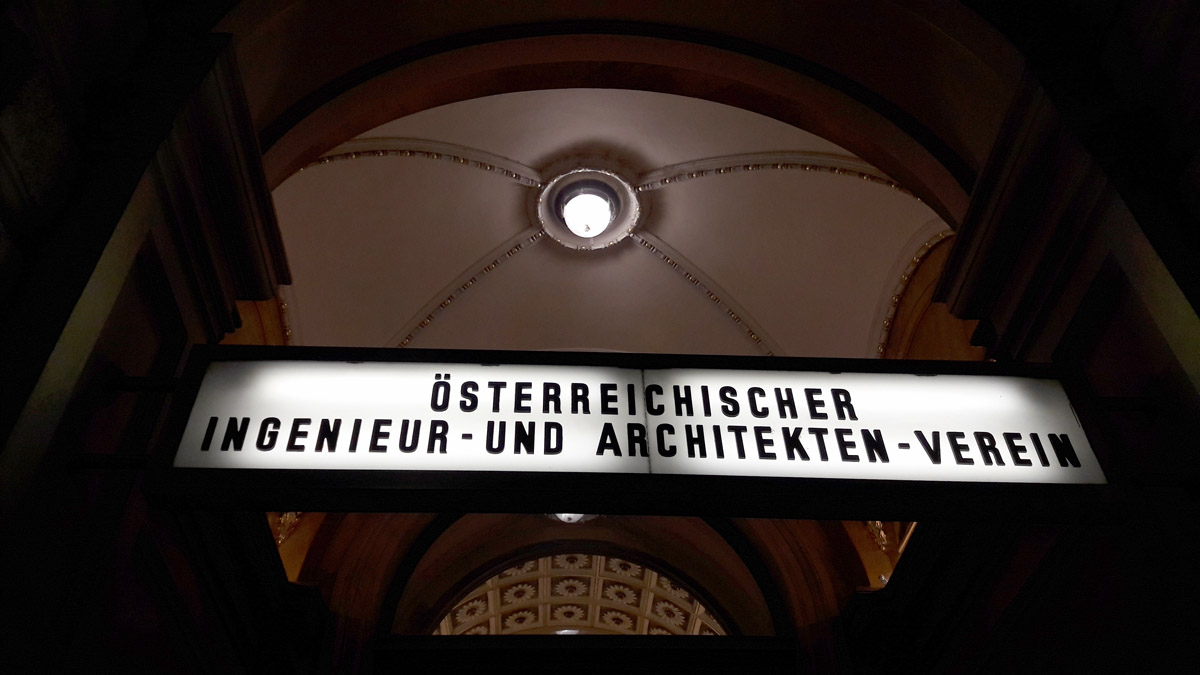 ÖSTERREICHISCHER
INGENIEUR-UND ARCHITEKTEN-VEREIN